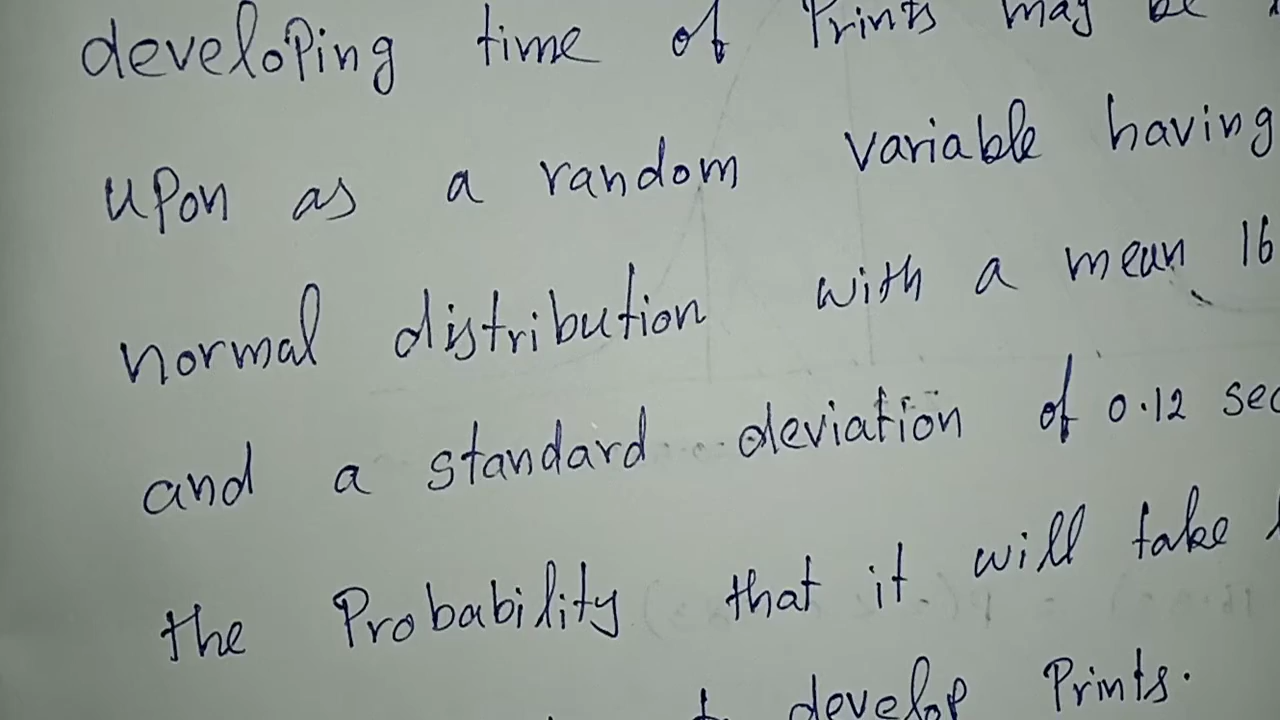 developing time of Prints may be
upon as a random variable having
normal distribution with a mean 16
and a standard deviation of 0.12 sec
the Probability that it will take
to develop Prints.